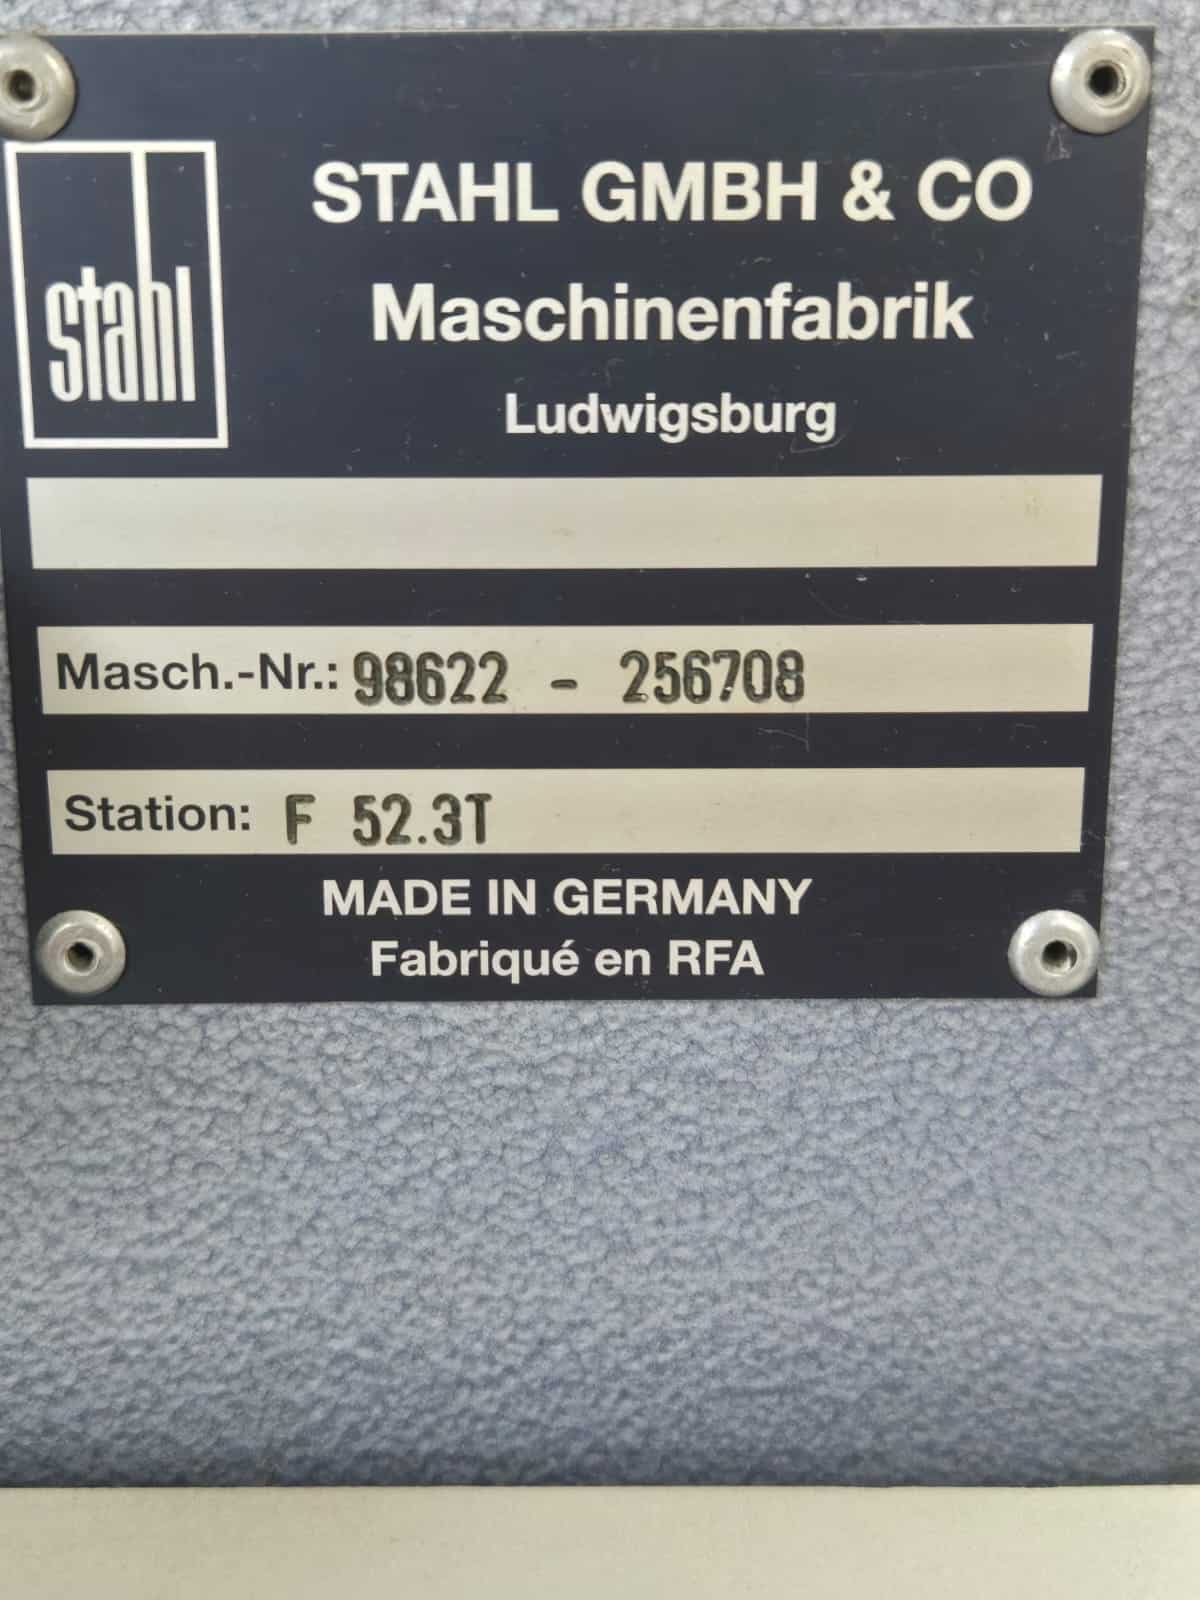 STAHL GMBH & CO
stahl
Maschinenfabrik
Ludwigsburg
Masch.-Nr.: 98622 - 256708
Station: F 52.3T
MADE IN GERMANY
Fabriqué en RFA